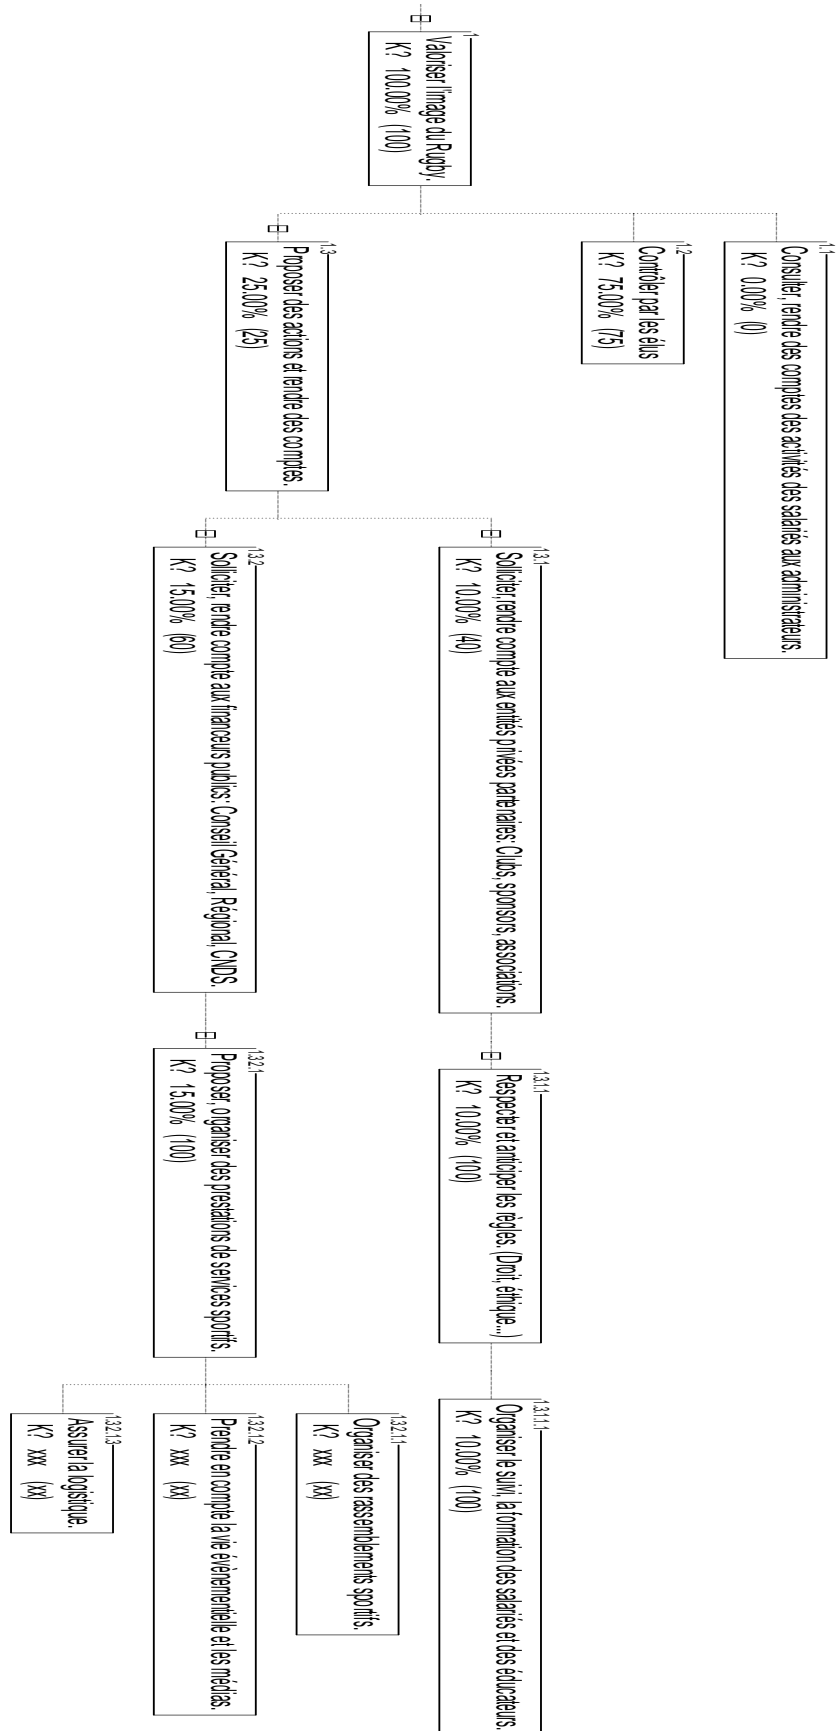 1
Valoriser l'image du Rugby.
K? 100.00% (100)
1.1
Consulter, rendre des comptes des activités des salariés aux administrateurs.
K? 0.00% (0)
1.2
Contrôler par les élus
K? 75.00% (75)
1.3
Proposer des actions et rendre des comptes.
K? 25.00% (25)
1.3.1
Solliciter, rendre compte aux entités privées partenaires: Clubs, sponsors, associations.
K? 10.00% (40)
1.3.1.1
Respecter et anticiper les règles. (Droit, éthique...)
K? 10.00% (100)
1.3.1.1.1
Organiser le suivi, la formation des salariés et des éducateurs.
K? 10.00% (100)
1.3.2
Solliciter, rendre compte aux financeurs publics: Conseil Général, Régional, CNDS.
K? 15.00% (60)
1.3.2.1
Proposer, organiser des prestations de services sportifs.
K? 15.00% (100)
1.3.2.1.1
Organiser des rassemblements sportifs.
K? xxx (xx)
1.3.2.1.2
Prendre en compte la vie événementielle et les médias.
K? xxx (xx)
1.3.2.1.3
Assurer la logistique.
K? xxx (xx)